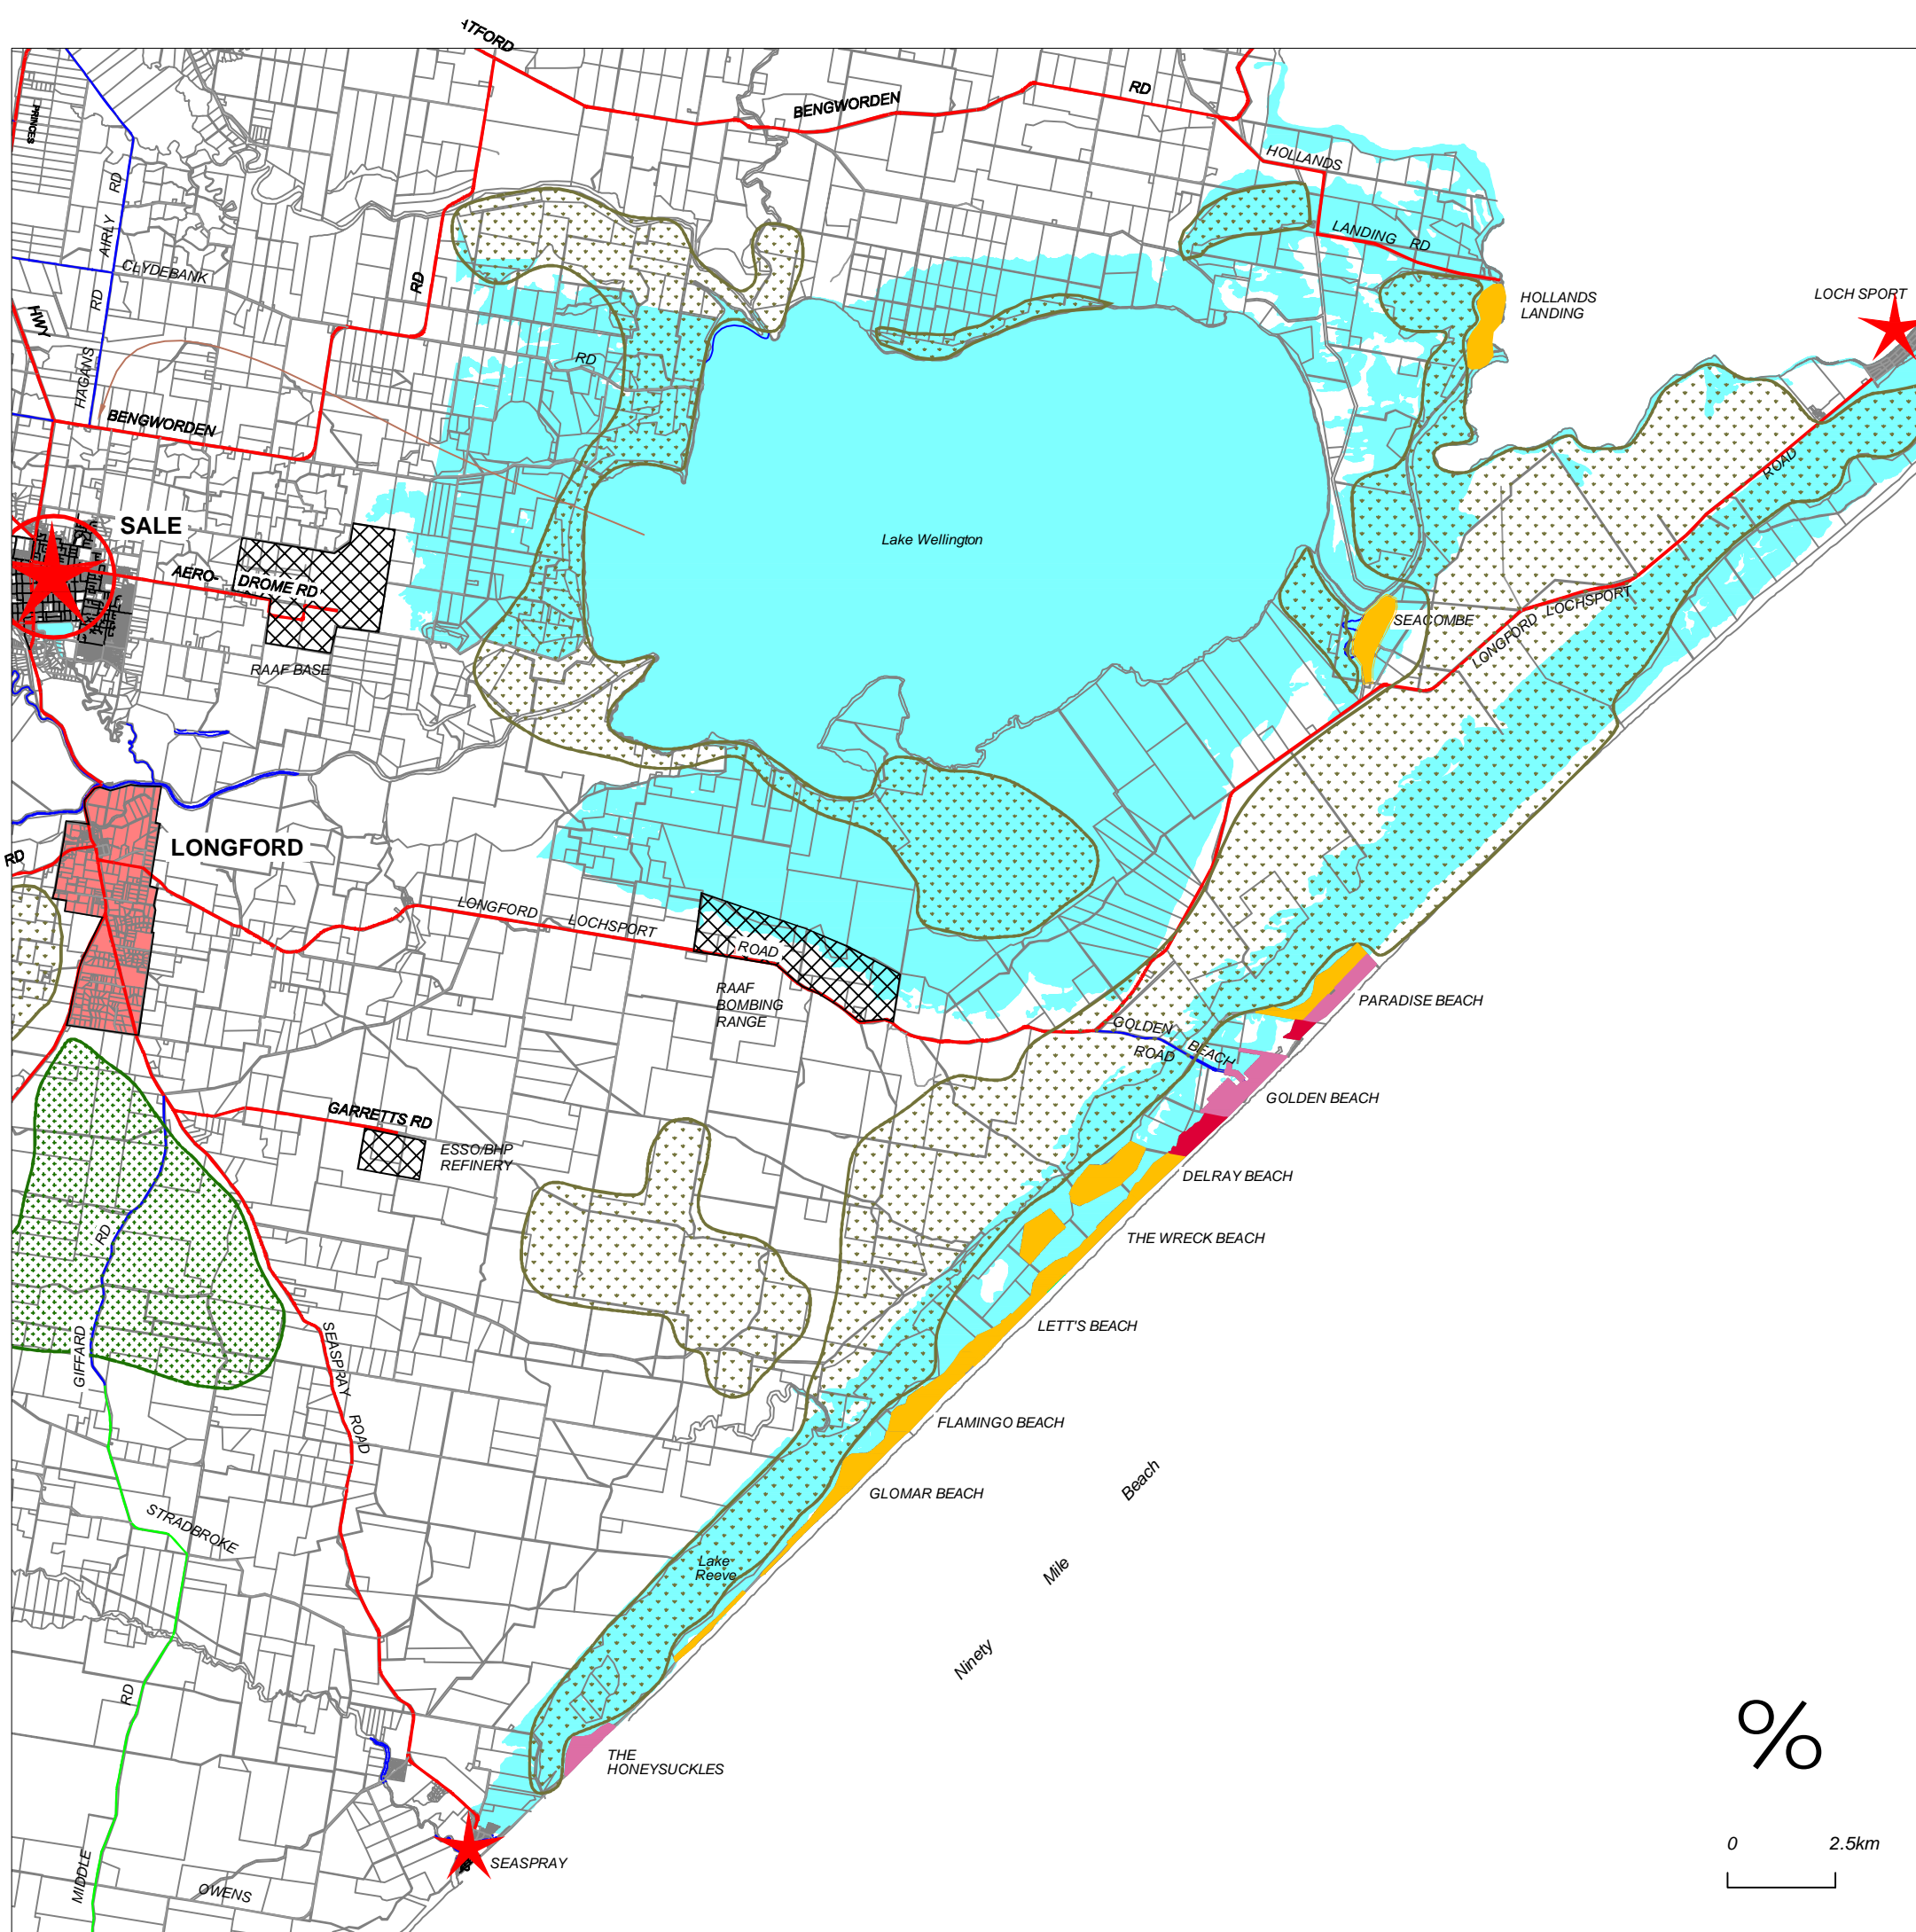 BENGWORDEN
RD
PRINCES
HOLLANDS
RD
AIRLY
LANDING RD
CLYDEBANK
RD
RD
HOLLANDS
LANDING
LOCH SPORT
HWY
RD
HAGANS
BENGWORDEN
ROAD
SALE
Lake Wellington
AERO-
DROME RD
LOCHSPORT
SEACOMBE
LONGFORD
RAAF BASE
LONGFORD
RD
LONGFORD
LOCHSPORT
ROAD
RAAF
BOMBING
RANGE
PARADISE BEACH
GOLDEN
BEACH
ROAD
GOLDEN BEACH
GARRETTS RD
ESSO/BHP
REFINERY
DELRAY BEACH
RD
THE WRECK BEACH
LETT'S BEACH
GIFFARD
SEASPRAY
ROAD
FLAMINGO BEACH
GLOMAR BEACH
Beach
STRADBROKE
Lake
Reeve
Mile
Ninety
RD
%
THE
HONEYSUCKLES
0 2.5km
SEASPRAY
MIDDLE
OWENS